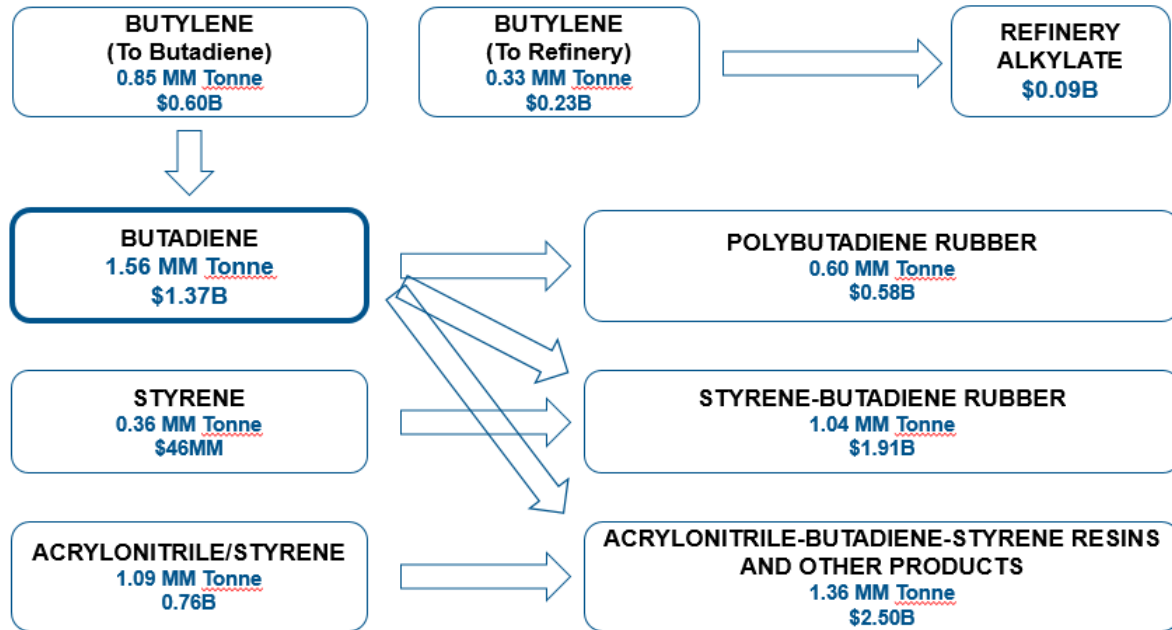 BUTYLENE
(To Butadiene)
0.85 MM Tonne
$0.60B
BUTYLENE
(To Refinery)
0.33 MM Tonne
$0.23B
REFINERY
ALKYLATE
$0.09B
BUTADIENE
1.56 MM Tonne
$1.37B
POLYBUTADIENE RUBBER
0.60 MM Tonne
$0.58B
STYRENE
0.36 MM Tonne
$46MM
STYRENE-BUTADIENE RUBBER
1.04 MM Tonne
$1.91B
ACRYLONITRILE/STYRENE
1.09 MM Tonne
0.76B
ACRYLONITRILE-BUTADIENE-STYRENE RESINS
AND OTHER PRODUCTS
1.36 MM Tonne
$2.50B